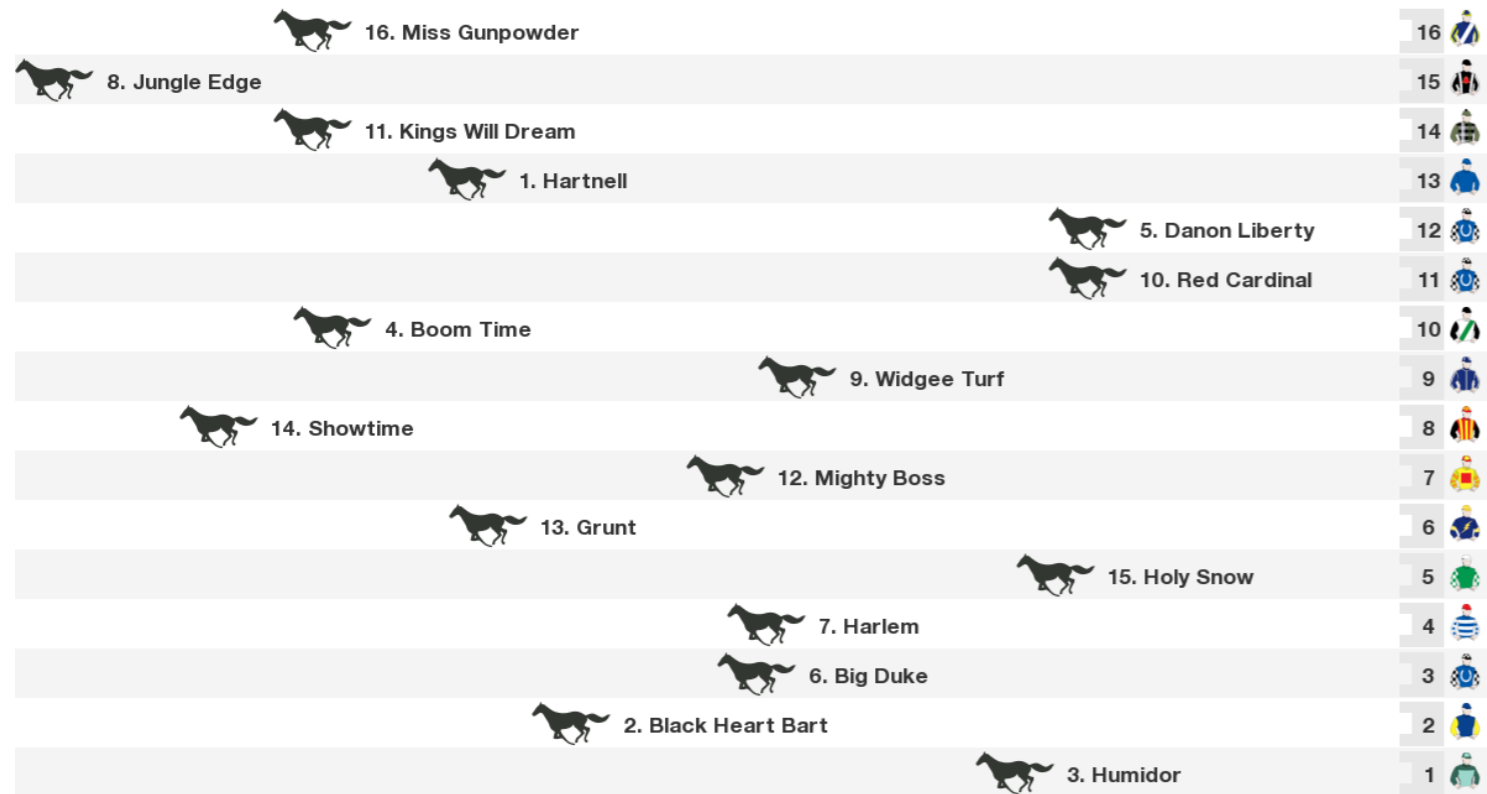 16. Miss Gunpowder 16
8. Jungle Edge 15
11. Kings Will Dream 14
1. Hartnell 13
5. Danon Liberty 12
10. Red Cardinal 11
4. Boom Time 10
9. Widgee Turf 9
14. Showtime 8
12. Mighty Boss 7
13. Grunt 6
15. Holy Snow 5
7. Harlem 4
6. Big Duke 3
2. Black Heart Bart 2
3. Humidor 1